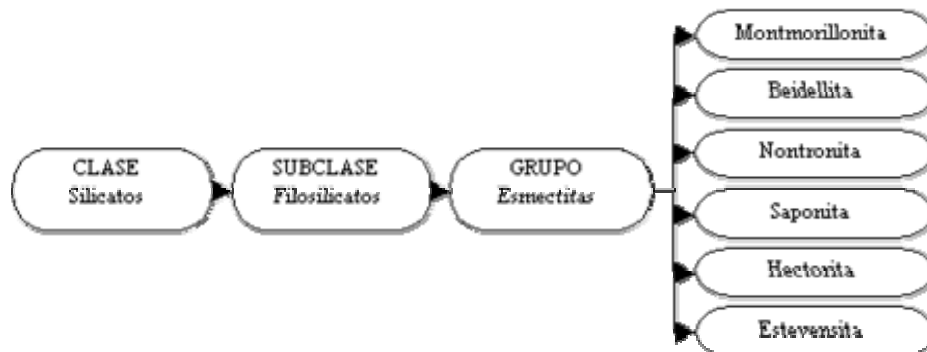 CLASE
Silicatos
SUBCLASE
Filosilicatos
GRUPO
Esmectitas
Montmorillonita
Beidellita
Nontronita
Saponita
Hectorita
Estevensita